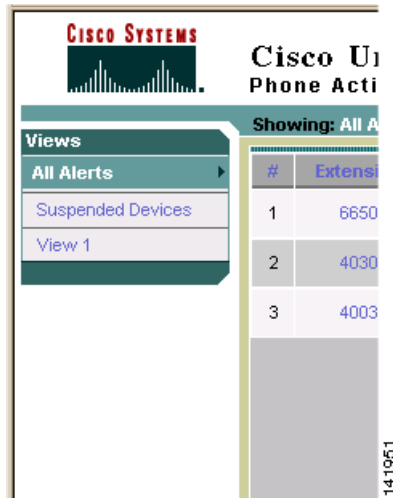 CISCO SYSTEMS
Cisco U
Phone Acti
Showing: All A
Views
All Alerts
Suspended Devices
View 1
# Extensi
1 6650
2 4030
3 4003
141951